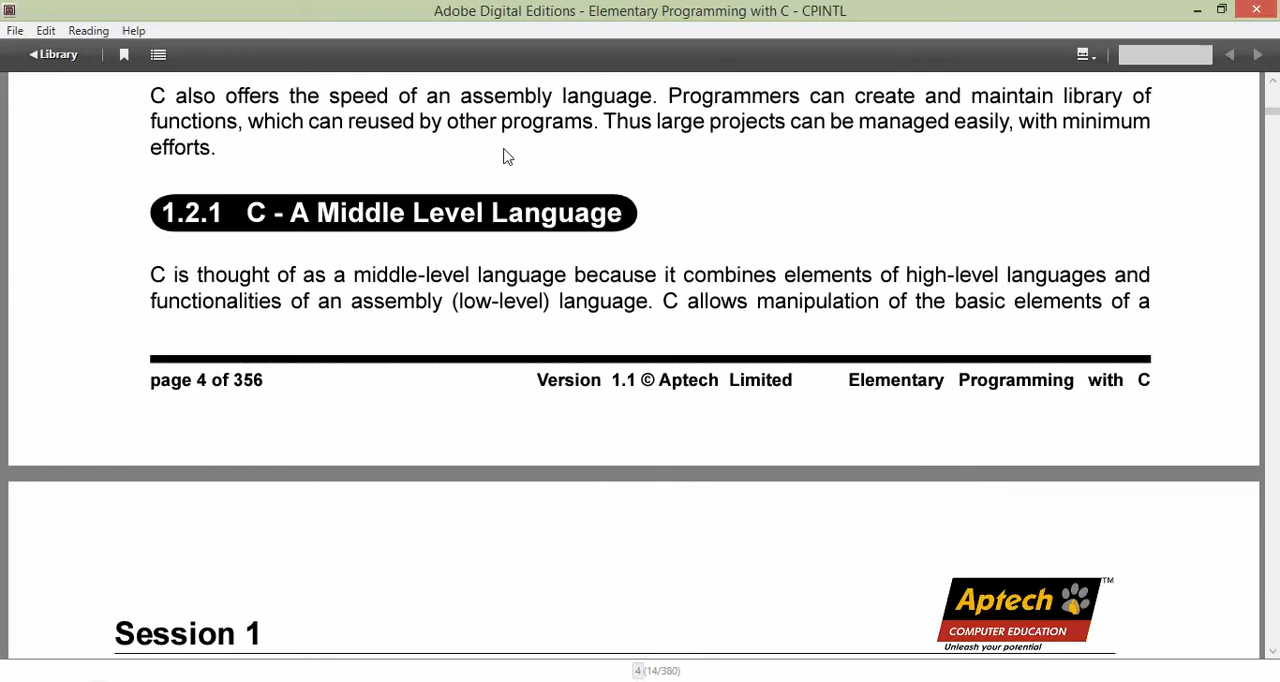 Adobe Digital Editions - Elementary Programming with C - CPINTL
File Edit Reading Help
Library
C also offers the speed of an assembly language. Programmers can create and maintain library of
functions, which can reused by other programs. Thus large projects can be managed easily, with minimum
efforts.
1.2.1 C - A Middle Level Language
C is thought of as a middle-level language because it combines elements of high-level languages and
functionalities of an assembly (low-level) language. C allows manipulation of the basic elements of a
page 4 of 356 Version 1.1 © Aptech Limited Elementary Programming with C
Aptech TM
COMPUTER EDUCATION
Unleash your potential
Session 1
4 (14/380)